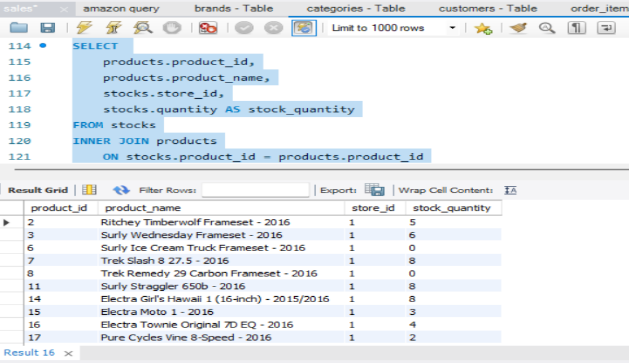 sales* amazon query brands - Table categories - Table customers - Table order_item
Limit to 1000 rows
114 SELECT
115 products.product_id,
116 products.product_name,
117 stocks.store_id,
118 stocks.quantity AS stock_quantity
119 FROM stocks
120 INNER JOIN products
121 ON stocks.product_id = products.product_id
Result Grid Filter Rows: Export: Wrap Cell Content:
product_id product_name store_id stock_quantity
2 Ritchey Timberwolf Frameset - 2016 1 5
3 Surly Wednesday Frameset - 2016 1 6
6 Surly Ice Cream Truck Frameset - 2016 1 0
7 Trek Slash 8 27.5 - 2016 1 8
8 Trek Remedy 29 Carbon Frameset - 2016 1 0
11 Surly Straggler 650b - 2016 1 8
14 Electra Girl's Hawaii 1 (16-inch) - 2015/2016 1 8
15 Electra Moto 1 - 2016 1 3
16 Electra Townie Original 7D EQ - 2016 1 4
17 Pure Cycles Vine 8-Speed - 2016 1 2
Result 16